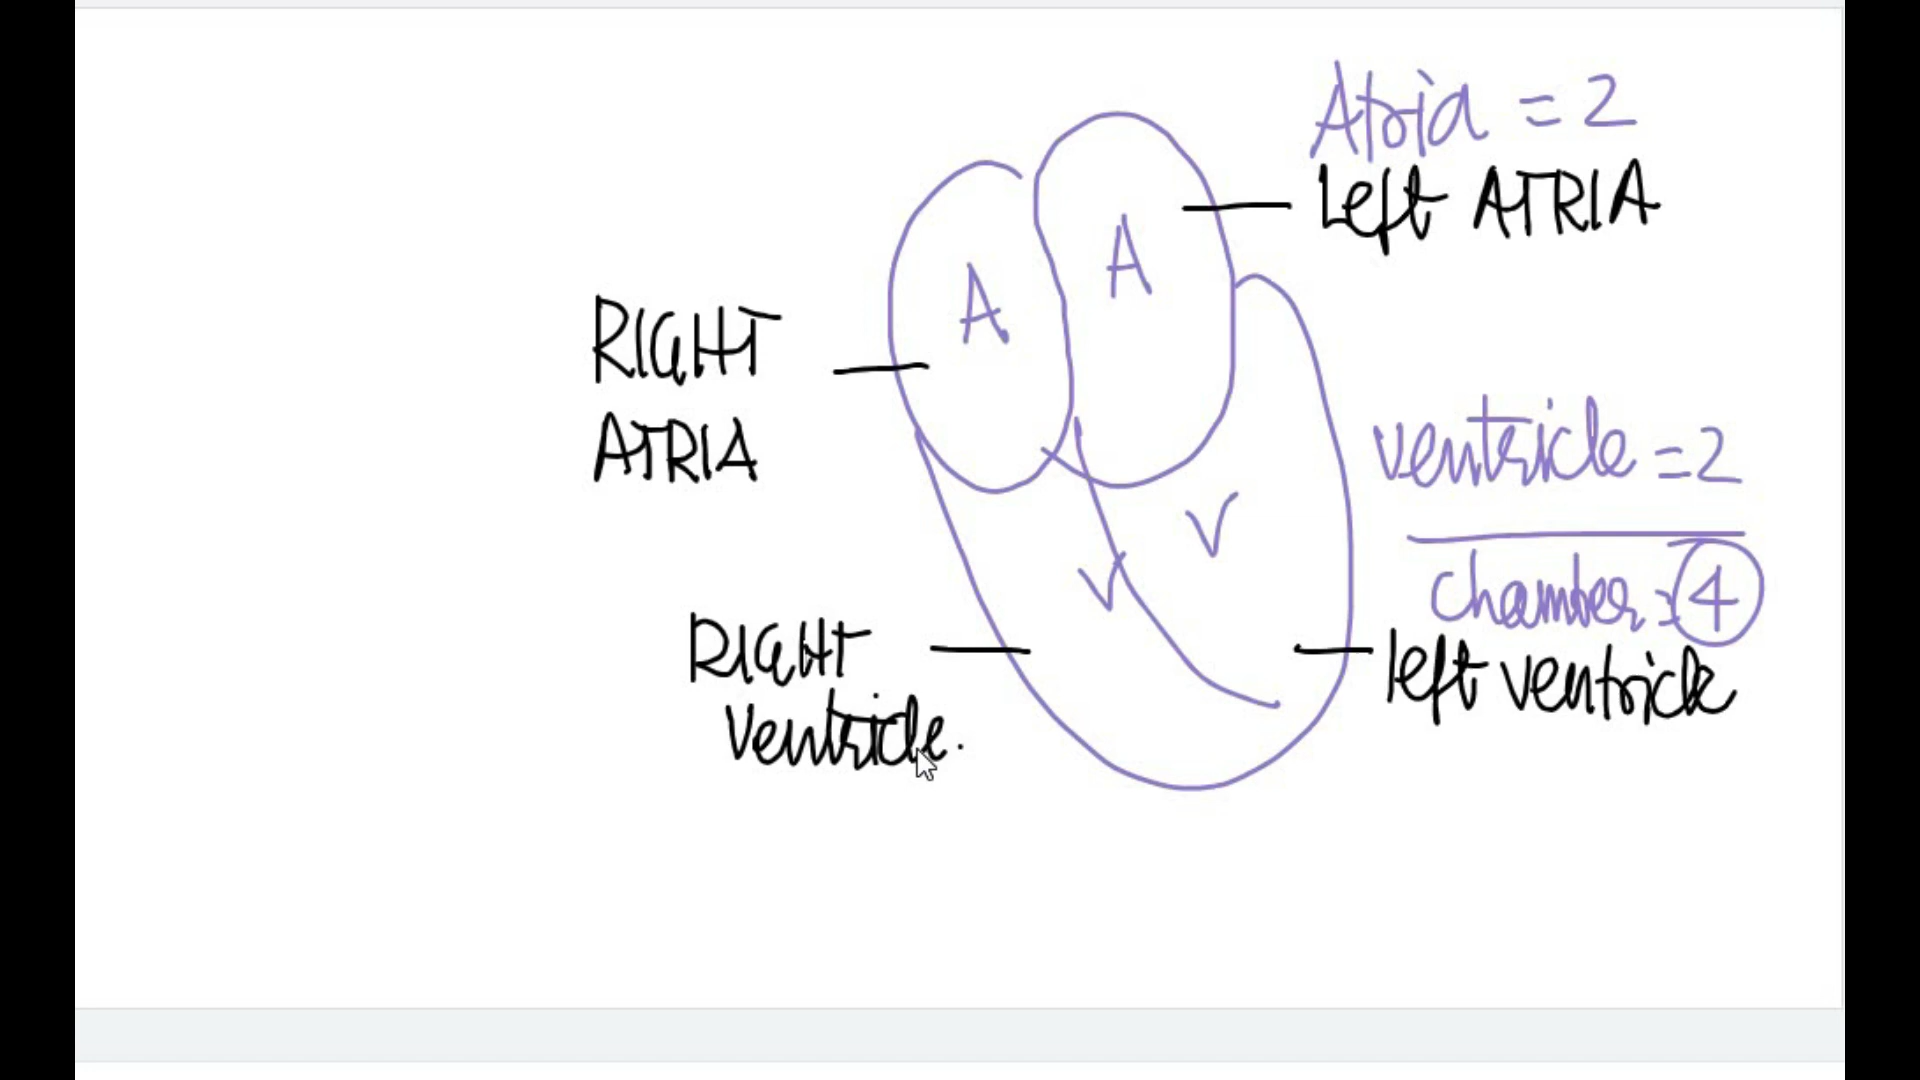 Atria = 2
Left ATRIA
A
A
RIGHT
ATRIA
ventricle = 2
V
V
chamber = 4
RIGHT
Ventricle.
left ventricle